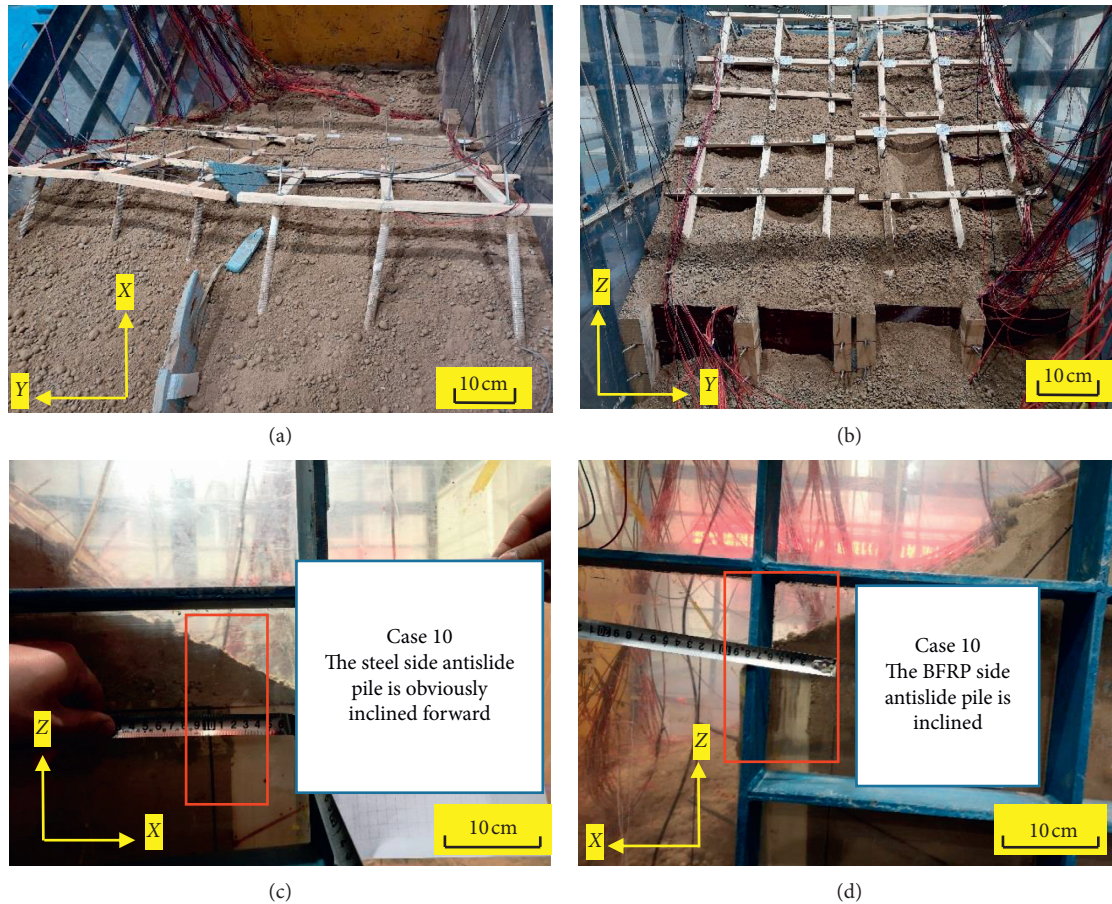 X
Y
10 cm
(a)
Z
Y
10 cm
(b)
Case 10
The steel side antislide
pile is obviously
inclined forward
Z
X
10 cm
(c)
Case 10
The BFRP side
antislide pile is
inclined
Z
X
10 cm
(d)